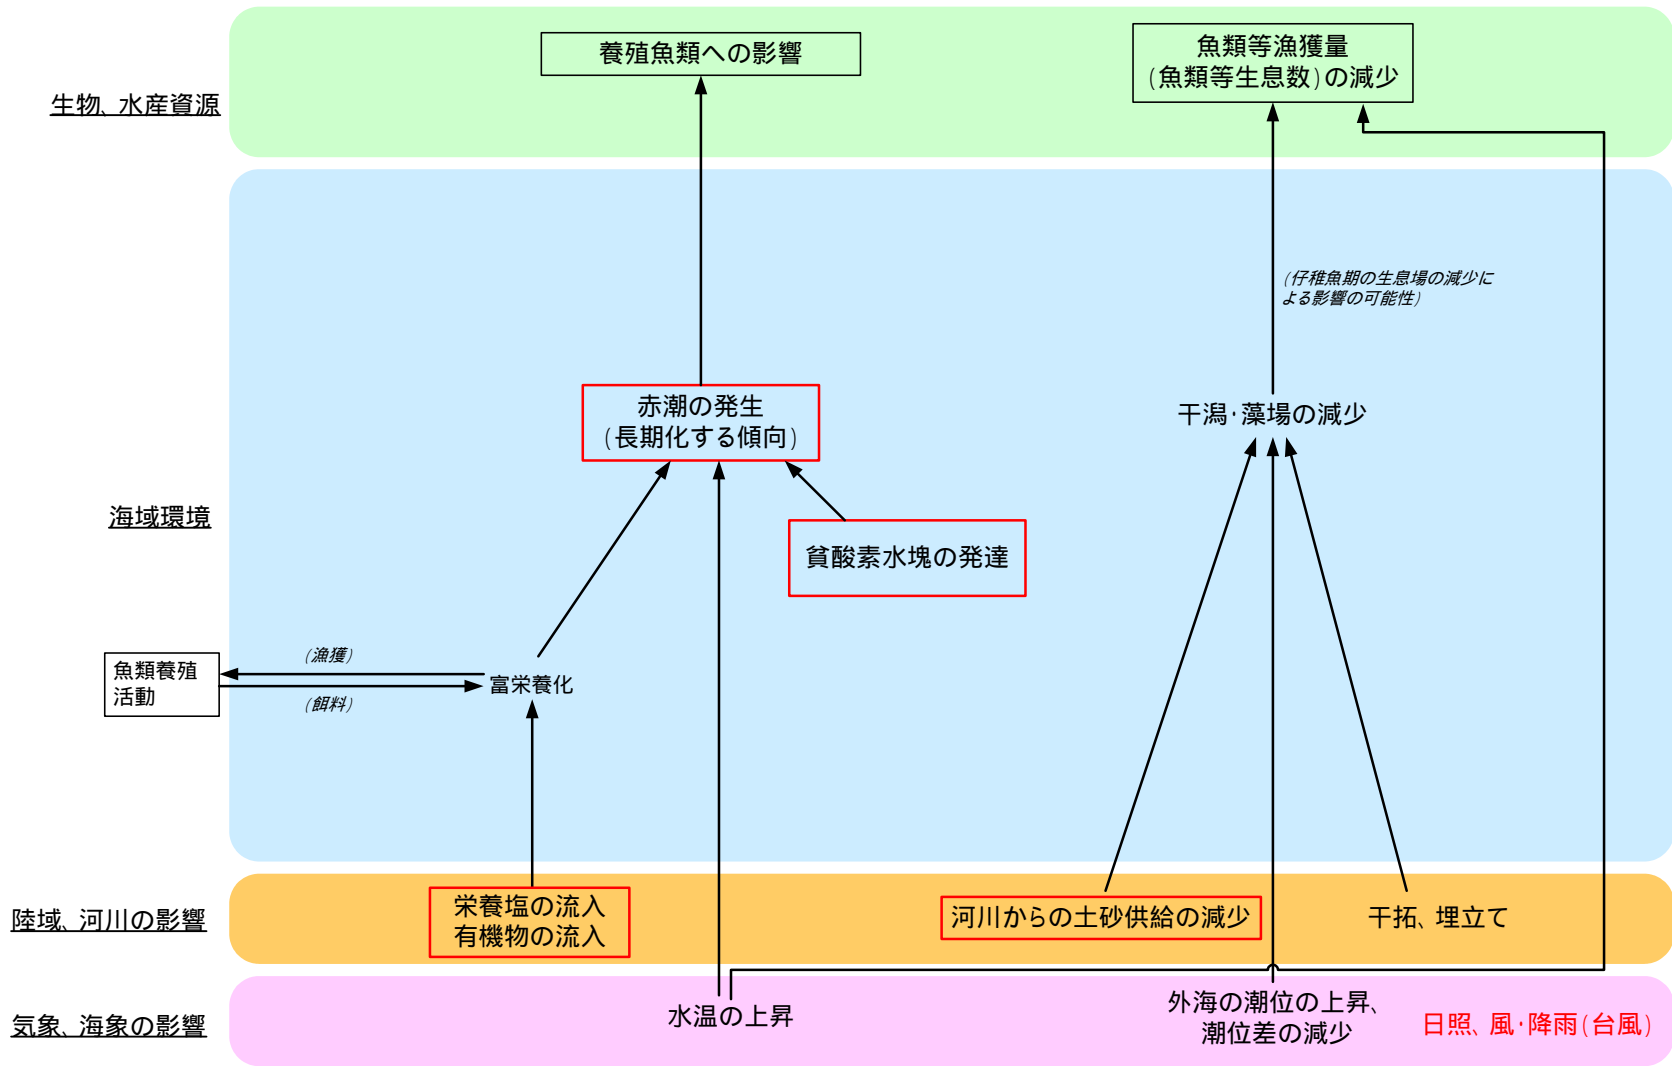 養殖魚類への影響
魚類等漁獲量
(魚類等生息数)の減少
生物、水産資源
(仔稚魚期の生息場の減少に
よる影響の可能性)
赤潮の発生
(長期化する傾向)
干潟・藻場の減少
海域環境
貧酸素水塊の発達
魚類養殖
活動
(漁獲)
(餌料)
富栄養化
陸域、河川の影響
栄養塩の流入
有機物の流入
河川からの土砂供給の減少
干拓、埋立て
気象、海象の影響
水温の上昇
外海の潮位の上昇、
潮位差の減少
日照、風・降雨(台風)